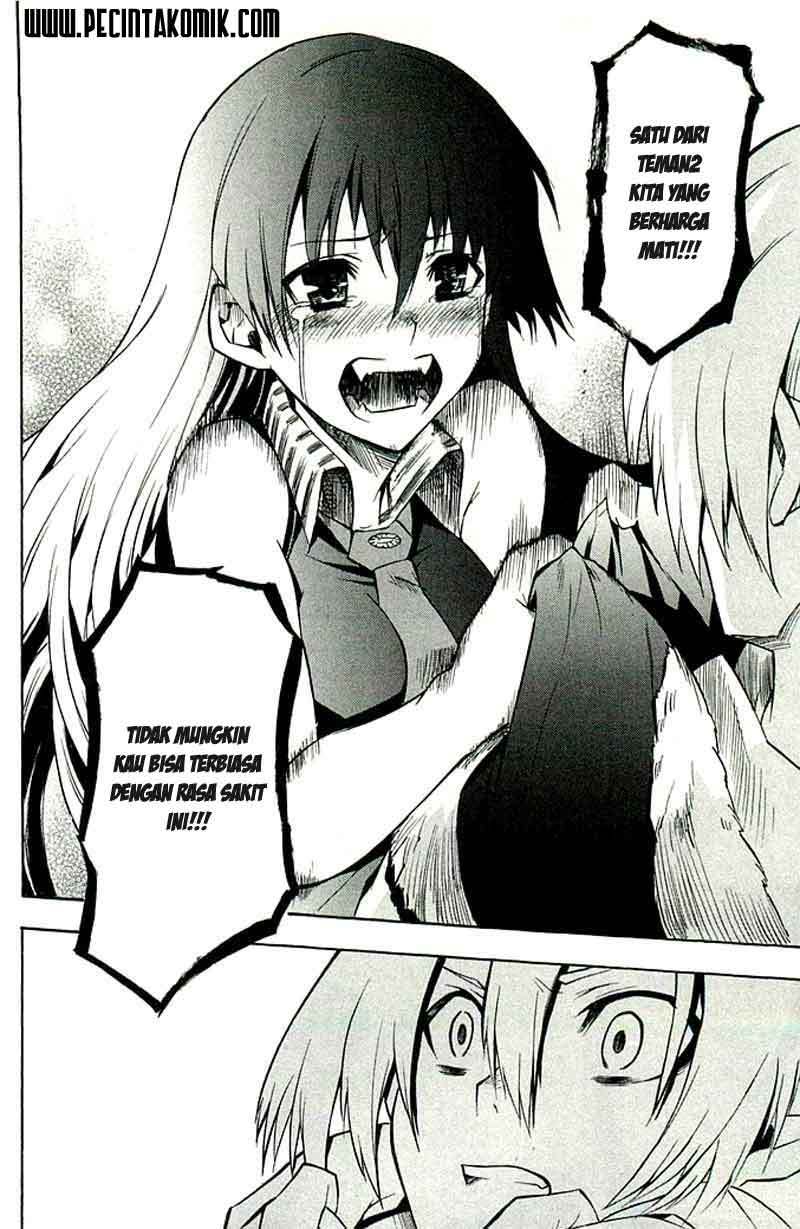 WWW.PECINTAKOMIK.COM
SATU DARI
TEMAN2
KITA YANG
BERHARGA
MATI!!!
TIDAK MUNGKIN
KAU BISA TERBIASA
DENGAN RASA SAKIT
INI!!!